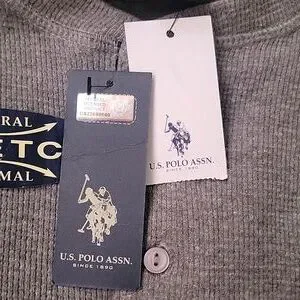 RAL
ETC
MAL
U.S. POLO ASSN.
SINCE 1890
U.S. POLO ASSN.
SINCE 1890